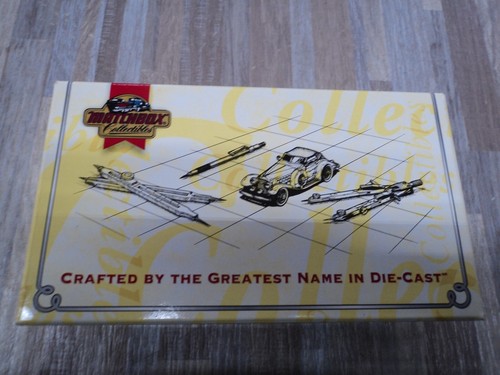 MATCHBOX
Collectibles
CRAFTED BY THE GREATEST NAME IN DIE-CAST™